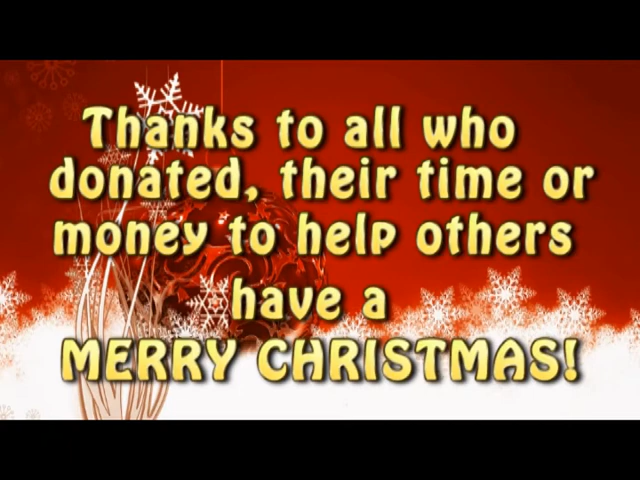 Thanks to all who
donated, their time or
money to help others
have a
MERRY CHRISTMAS!